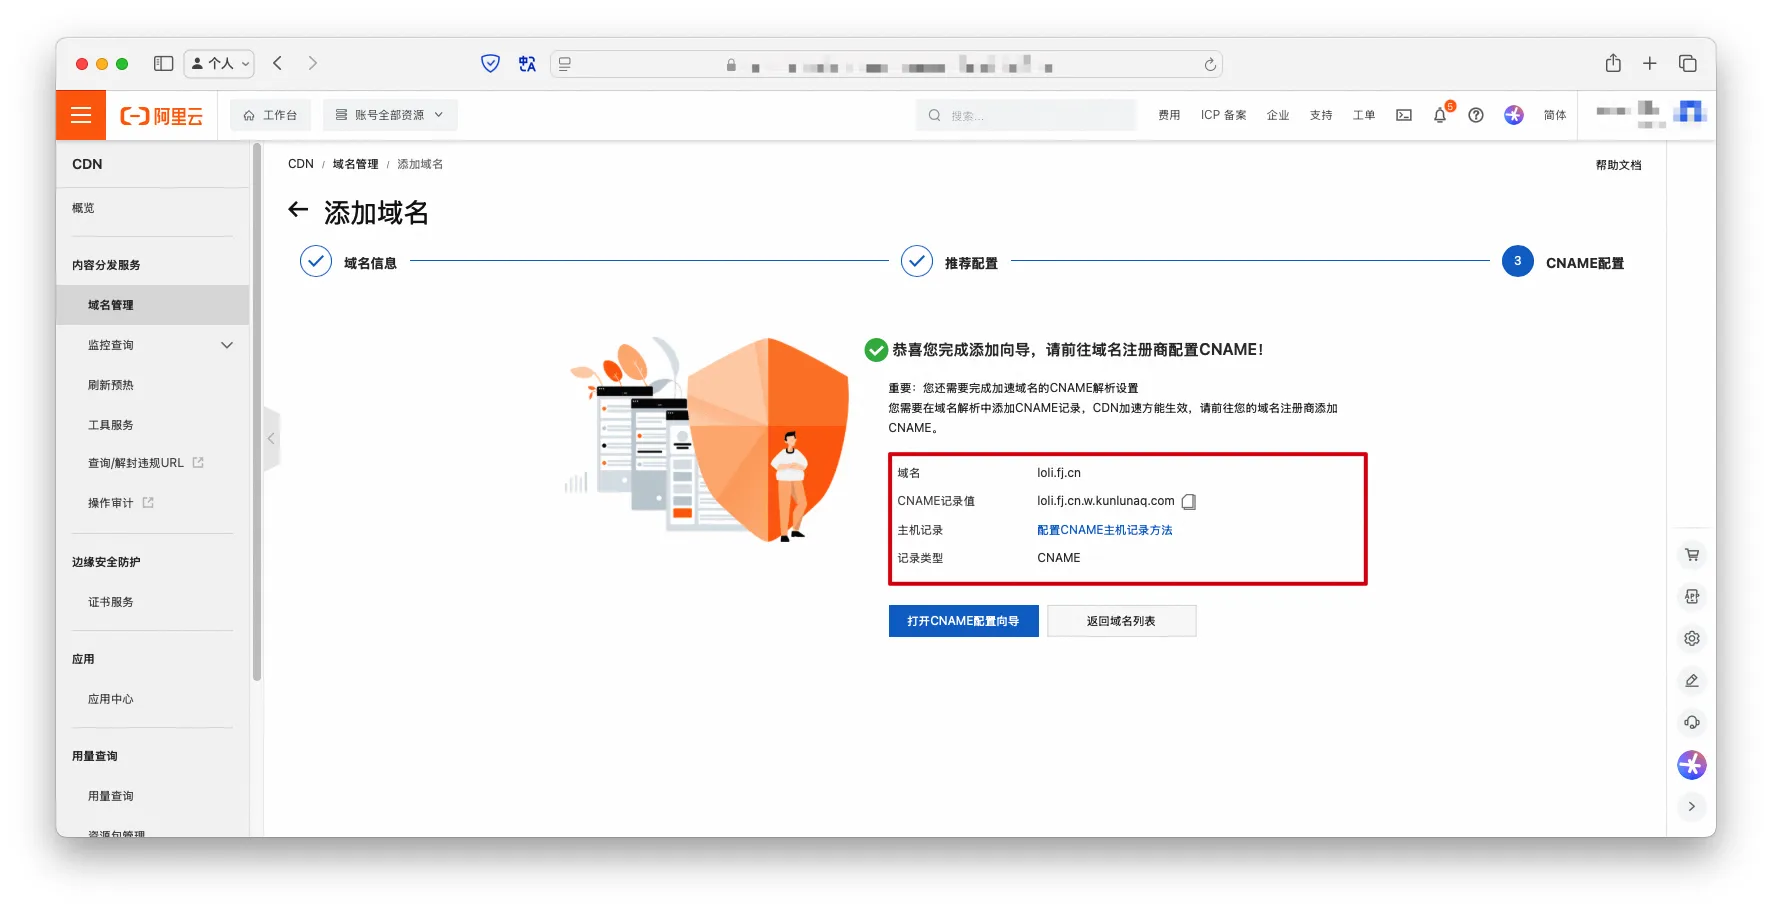 个人
阿里云
工作台
账号全部资源
搜索...
费用
ICP 备案
企业
支持
工单
5
简体
CDN
概览
内容分发服务
域名管理
监控查询
刷新预热
工具服务
查询/解封违规URL
操作审计
边缘安全防护
证书服务
应用
应用中心
用量查询
用量查询
资源包管理
CDN / 域名管理 / 添加域名
帮助文档
添加域名
域名信息
推荐配置
3 CNAME配置
恭喜您完成添加向导，请前往域名注册商配置CNAME！
重要：您还需要完成加速域名的CNAME解析设置
您需要在域名解析中添加CNAME记录，CDN加速方能生效，请前往您的域名注册商添加
CNAME。
域名 loli.fj.cn
CNAME记录值 loli.fj.cn.w.kunlunaq.com
主机记录 配置CNAME主机记录方法
记录类型 CNAME
打开CNAME配置向导
返回域名列表
APP